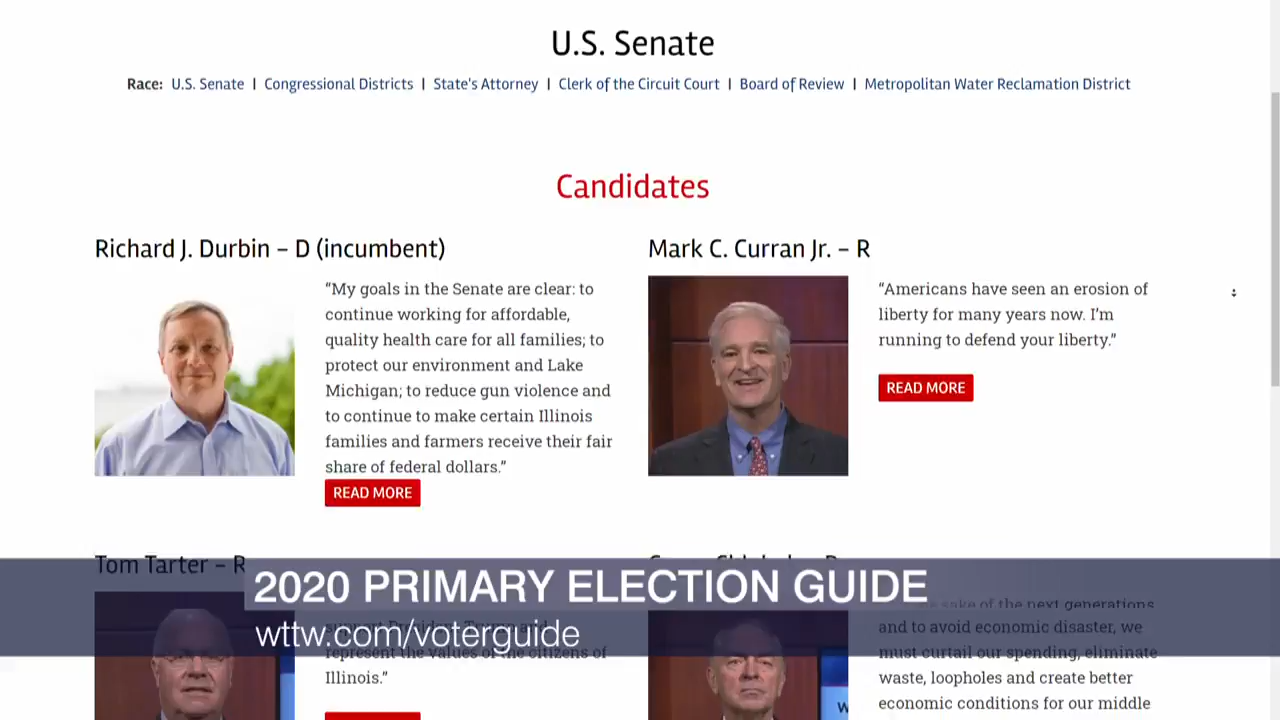 U.S. Senate
Race: U.S. Senate | Congressional Districts | State's Attorney | Clerk of the Circuit Court | Board of Review | Metropolitan Water Reclamation District
Candidates
Richard J. Durbin – D (incumbent)
“My goals in the Senate are clear: to
continue working for affordable,
quality health care for all families; to
protect our environment and Lake
Michigan; to reduce gun violence and
to continue to make certain Illinois
families and farmers receive their fair
share of federal dollars.”
READ MORE
Mark C. Curran Jr. – R
“Americans have seen an erosion of
liberty for many years now. I’m
running to defend your liberty.”
READ MORE
Tom Tarter – R
support President Trump and
represent the values of the citizens of
Illinois.”
sake of the next generations
and to avoid economic disaster, we
must curtail our spending, eliminate
waste, loopholes and create better
economic conditions for our middle
2020 PRIMARY ELECTION GUIDE
wttw.com/voterguide